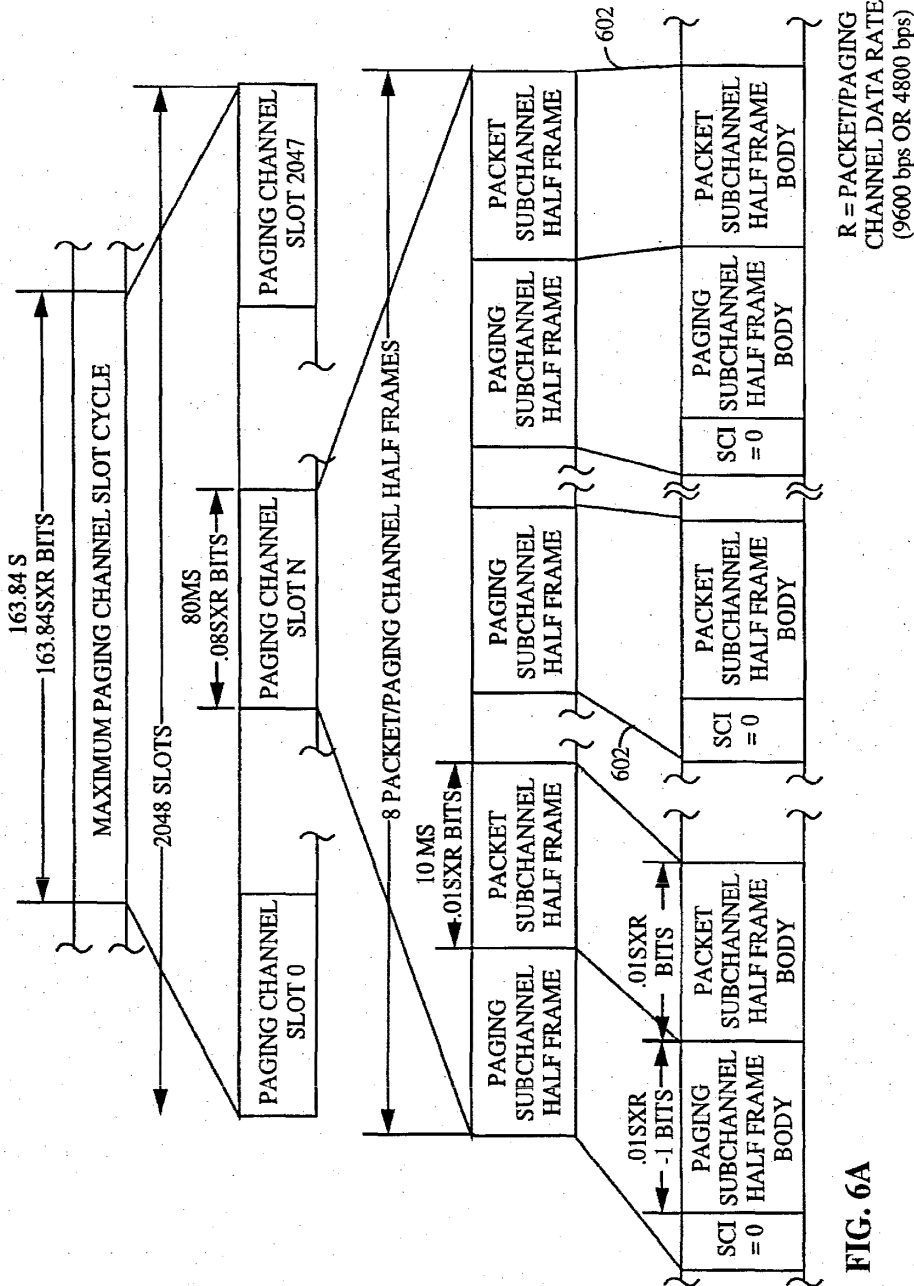 163.84 S
163.84SXR BITS
MAXIMUM PAGING CHANNEL SLOT CYCLE
2048 SLOTS
80MS
.08SXR BITS
PAGING CHANNEL
SLOT 0
PAGING CHANNEL
SLOT N
PAGING CHANNEL
SLOT 2047
8 PACKET/PAGING CHANNEL HALF FRAMES
10 MS
.01SXR BITS
PAGING
SUBCHANNEL
HALF FRAME
PACKET
SUBCHANNEL
HALF FRAME
PAGING
SUBCHANNEL
HALF FRAME
PAGING
SUBCHANNEL
HALF FRAME
PACKET
SUBCHANNEL
HALF FRAME
602
602
.01SXR
-1 BITS
.01SXR
BITS
SCI
= 0
PAGING
SUBCHANNEL
HALF FRAME
BODY
PACKET
SUBCHANNEL
HALF FRAME
BODY
SCI
= 0
PACKET
SUBCHANNEL
HALF FRAME
BODY
SCI
= 0
PAGING
SUBCHANNEL
HALF FRAME
BODY
PACKET
SUBCHANNEL
HALF FRAME
BODY
R = PACKET/PAGING
CHANNEL DATA RATE
(9600 bps OR 4800 bps)
FIG. 6A